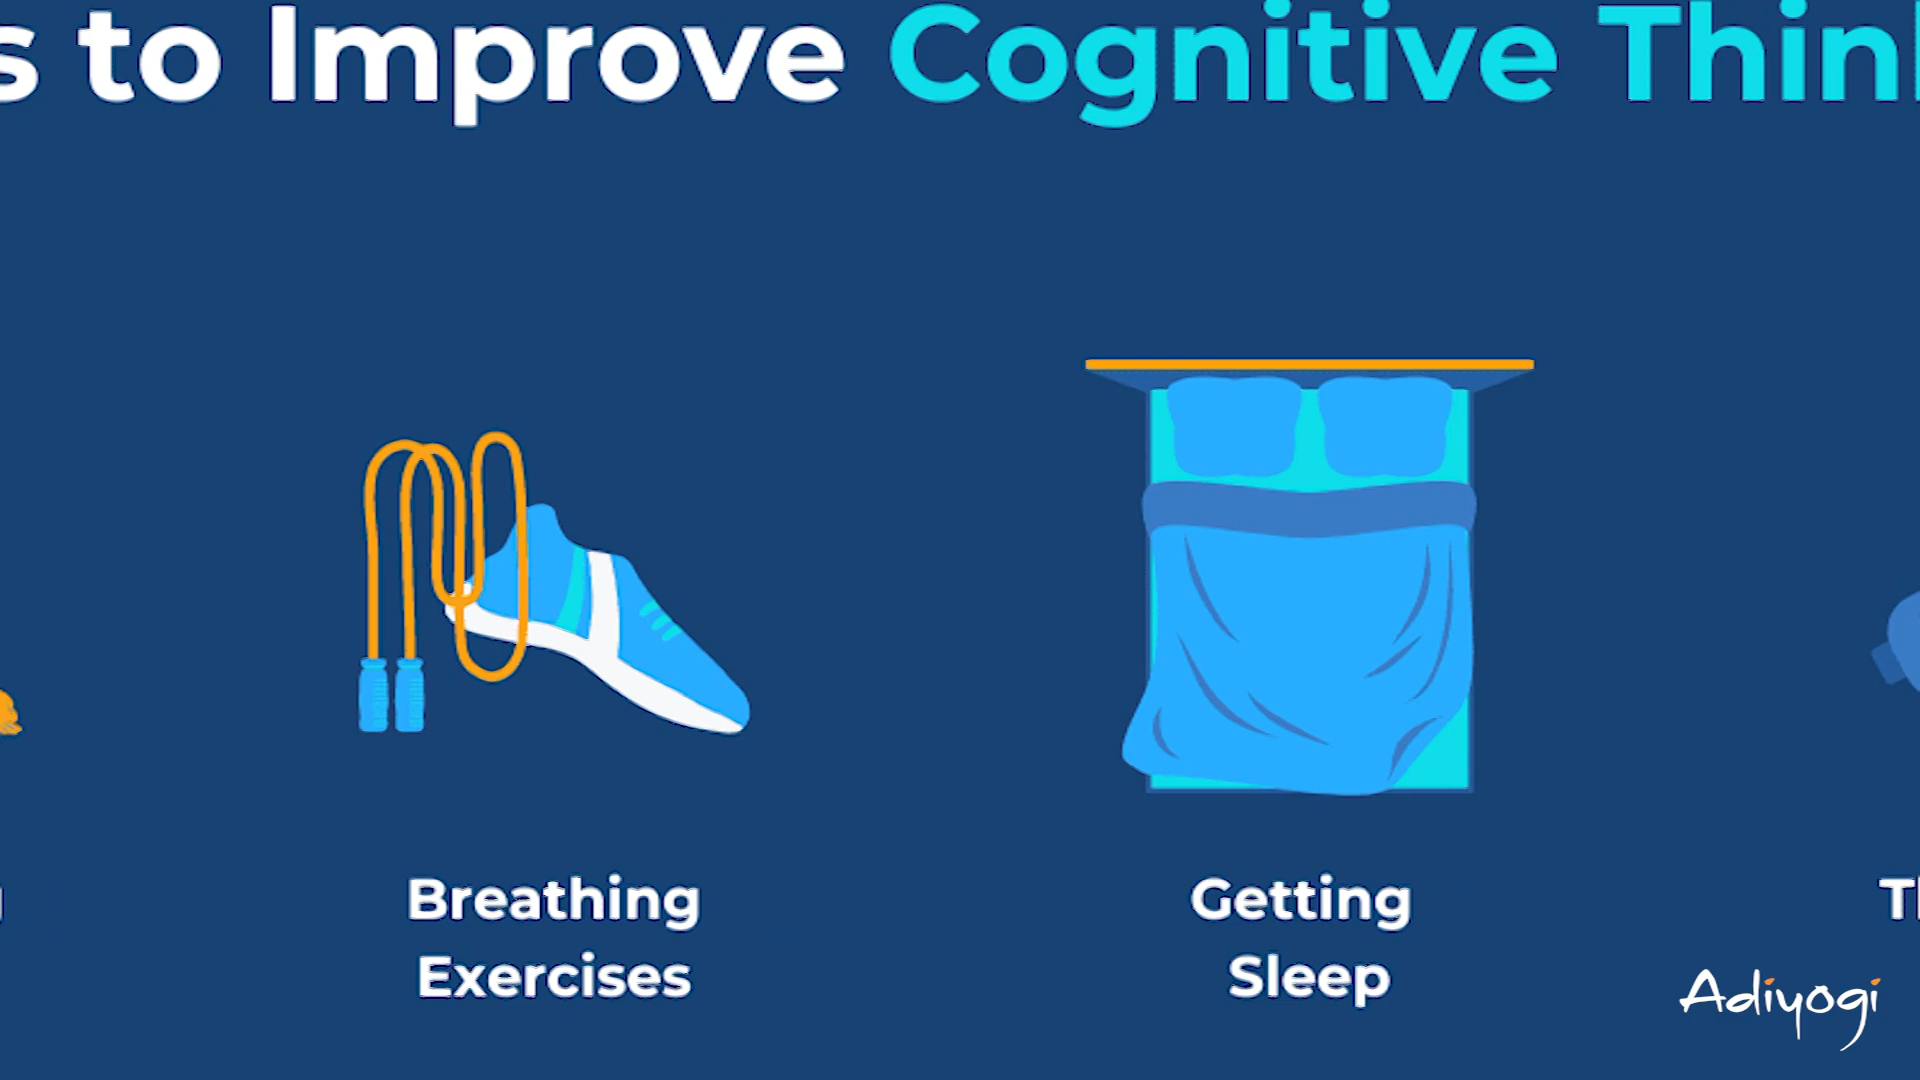 s to Improve Cognitive Thin
Breathing
Exercises
Getting
Sleep
Adiyogi